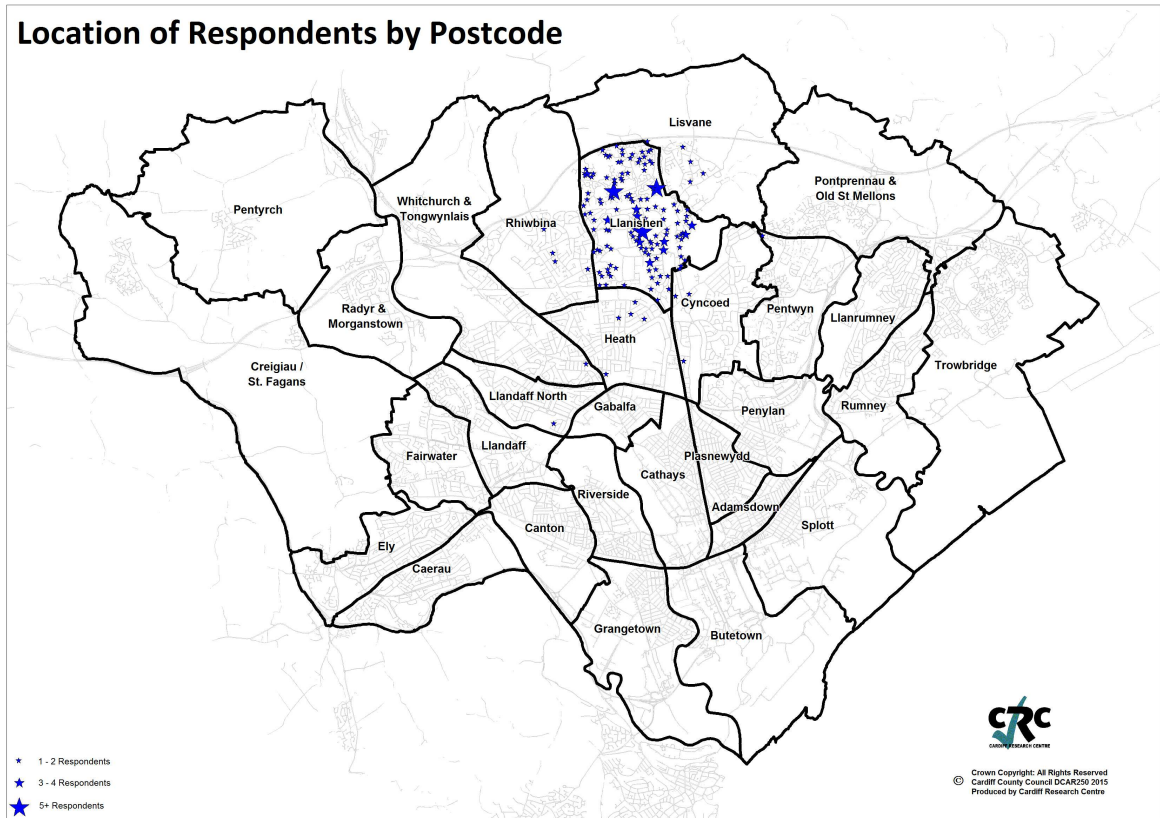 Location of Respondents by Postcode
Lisvane
Pontprennau &
Old St Mellons
Pentyrch
Whitchurch &
Tongwynlais
Rhiwbina
Llanishen
Radyr &
Morganstown
Cyncoed
Pentwyn
Llanrumney
Heath
Trowbridge
Creigiau /
St. Fagans
Llandaff North
Gabalfa
Penylan
Rumney
Fairwater
Llandaff
Plasnewydd
Cathays
Riverside
Adamsdown
Splott
Canton
Ely
Caerau
Grangetown
Butetown
CRC
CARDIFF RESEARCH CENTRE
1 - 2 Respondents
3 - 4 Respondents
5+ Respondents
© Crown Copyright: All Rights Reserved
Cardiff County Council DCAR250 2015
Produced by Cardiff Research Centre